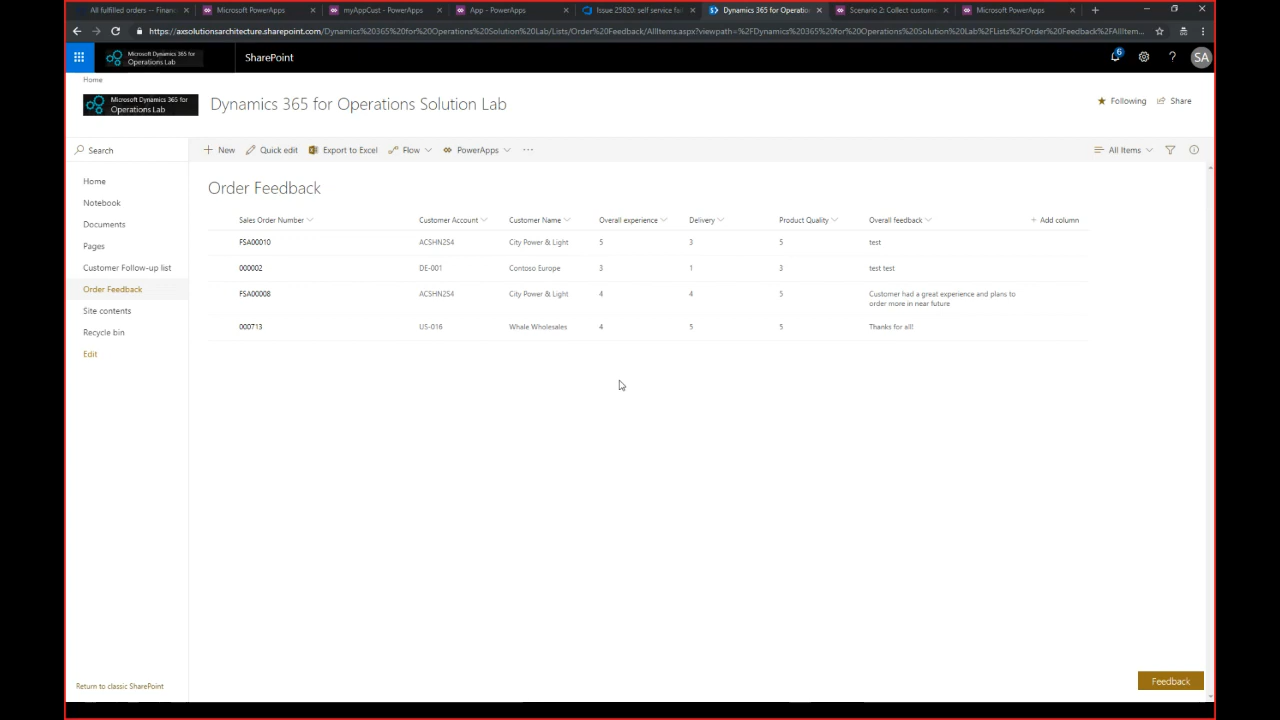 All fulfilled orders -- Financ
Microsoft PowerApps
myAppCust - PowerApps
App - PowerApps
Issue 25820: self service fai
Dynamics 365 for Operatio
Scenario 2: Collect custome
Microsoft PowerApps
https://axsolutionsarchitecture.sharepoint.com/Dynamics%20365%20for%20Operations%20Solution%20Lab/Lists/Order%20Feedback/AllItems.aspx?viewpath=%2FDynamics%20365%20for%20Operations%20Solution%20Lab%2FLists%2FOrder%20Feedback%2FAllItem...
Microsoft Dynamics 365 for
Operations Lab
SharePoint
6
?
SA
Home
Microsoft Dynamics 365 for
Operations Lab
Dynamics 365 for Operations Solution Lab
Following
Share
Search
New
Quick edit
Export to Excel
Flow
PowerApps
...
All Items
Home
Notebook
Documents
Pages
Customer Follow-up list
Order Feedback
Site contents
Recycle bin
Edit
Order Feedback
Sales Order Number Customer Account Customer Name Overall experience Delivery Product Quality Overall feedback + Add column
FSA00010 ACSHN2S4 City Power & Light 5 3 5 test
000002 DE-001 Contoso Europe 3 1 3 test test
FSA00008 ACSHN2S4 City Power & Light 4 4 5 Customer had a great experience and plans to
order more in near future
000713 US-016 Whale Wholesales 4 5 5 Thanks for all!
Return to classic SharePoint
Feedback